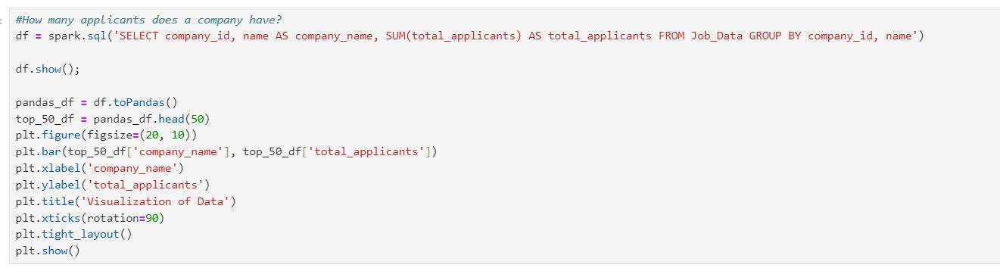 #How many applicants does a company have?
df = spark.sql('SELECT company_id, name AS company_name, SUM(total_applicants) AS total_applicants FROM Job_Data GROUP BY company_id, name')
df.show();
pandas_df = df.toPandas()
top_50_df = pandas_df.head(50)
plt.figure(figsize=(20, 10))
plt.bar(top_50_df['company_name'], top_50_df['total_applicants'])
plt.xlabel('company_name')
plt.ylabel('total_applicants')
plt.title('Visualization of Data')
plt.xticks(rotation=90)
plt.tight_layout()
plt.show()